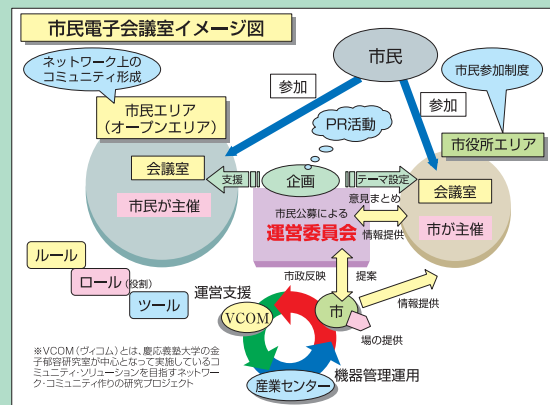 市民電子会議室イメージ図
ネットワーク上の
コミュニティ形成
市民
参加
参加
市民参加制度
市民エリア
(オープンエリア)
PR活動
市役所エリア
会議室
市民が主催
支援
企画
テーマ設定
会議室
市が主催
意見まとめ
情報提供
市民公募による
運営委員会
ルール
ロール(役割)
ツール
市政反映
提案
運営支援
VCOM
市
情報提供
場の提供
産業センター
機器管理運用
※VCOM(ヴィコム)とは、慶応義塾大学の金
子郁容研究室が中心となって実施しているコ
ミュニティ・ソリューションを目指すネットワー
ク・コミュニティ作りの研究プロジェクト